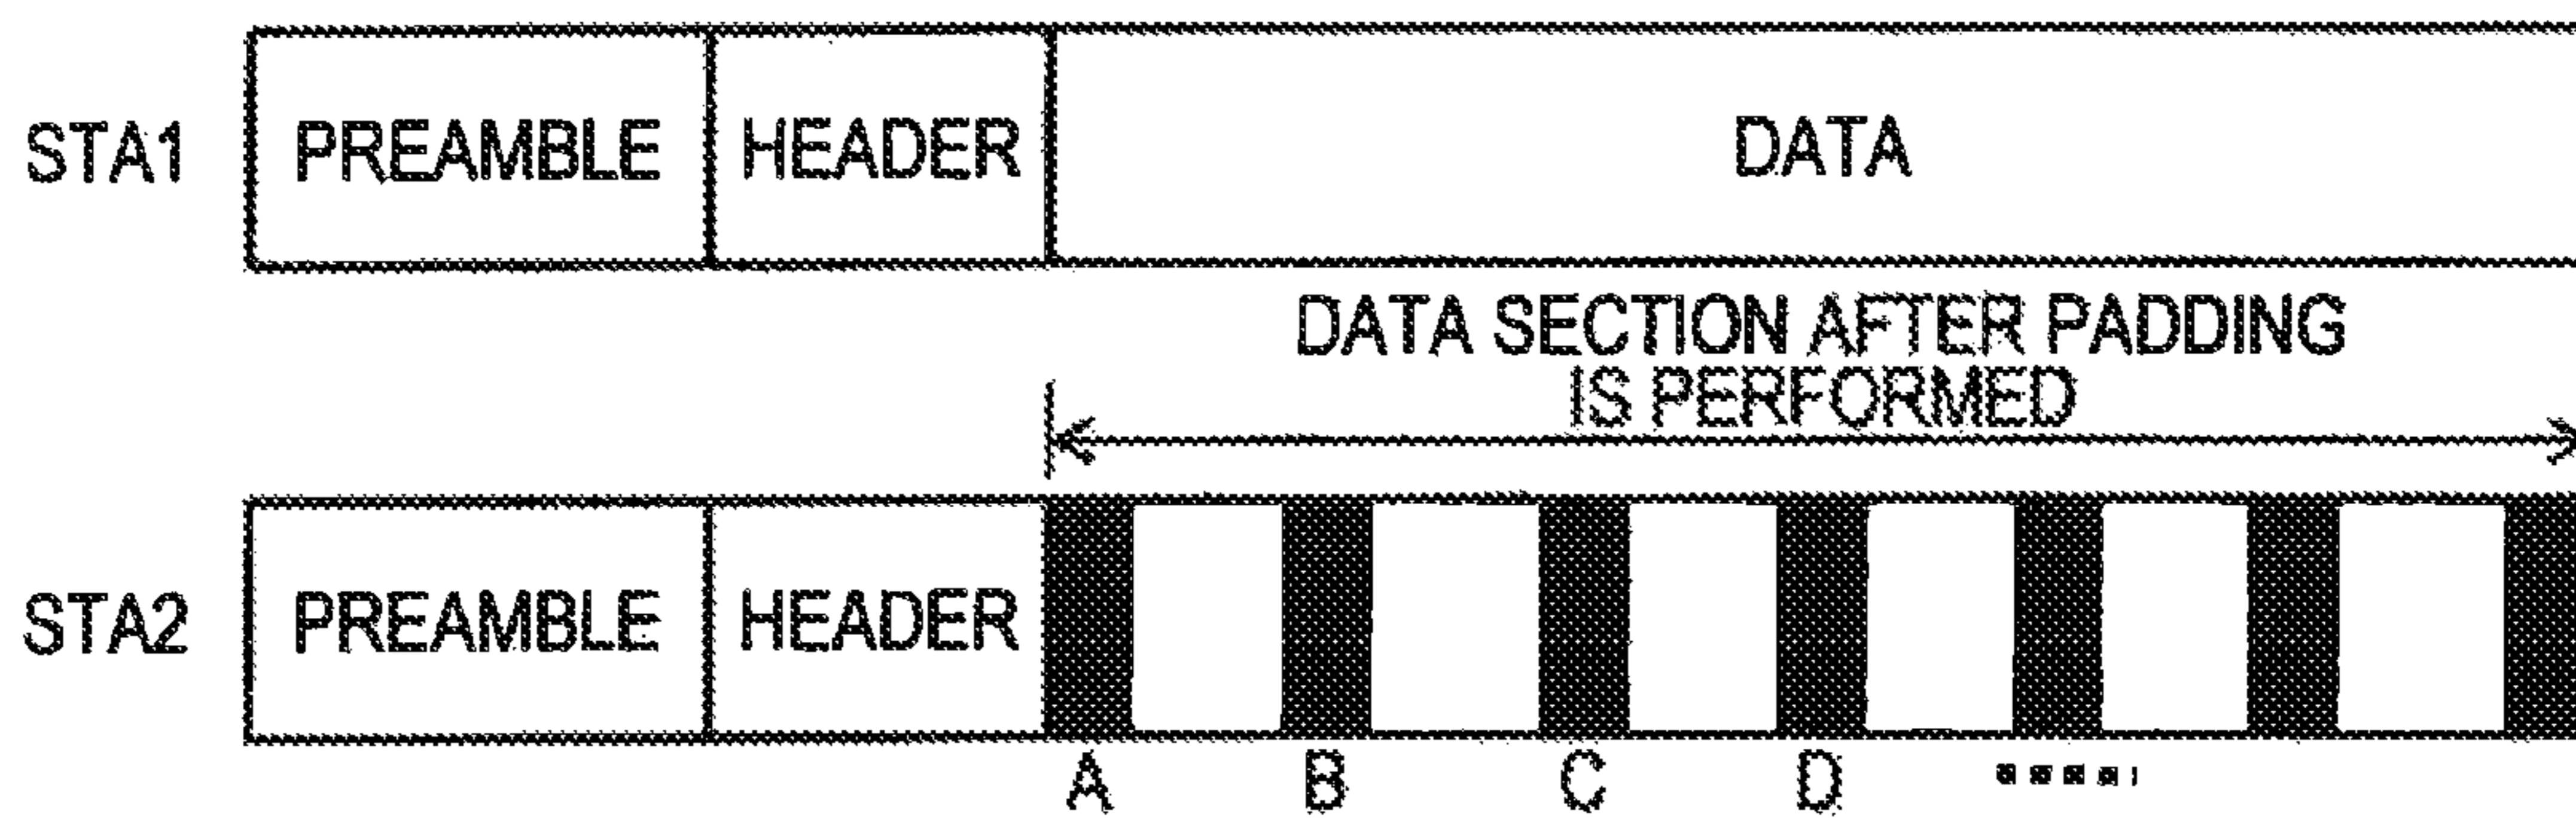 STA1 PREAMBLE HEADER DATA
DATA SECTION AFTER PADDING
IS PERFORMED
STA2 PREAMBLE HEADER
A B C D